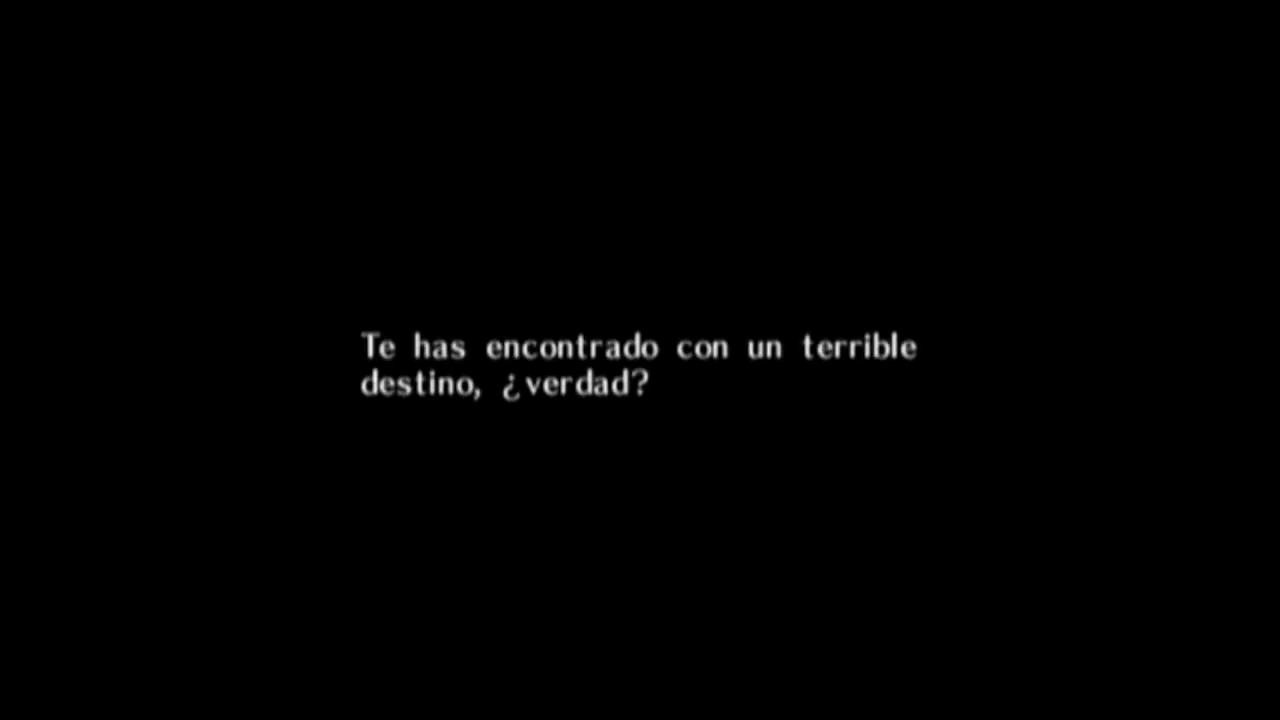 Te has encontrado con un terrible
destino, ¿verdad?